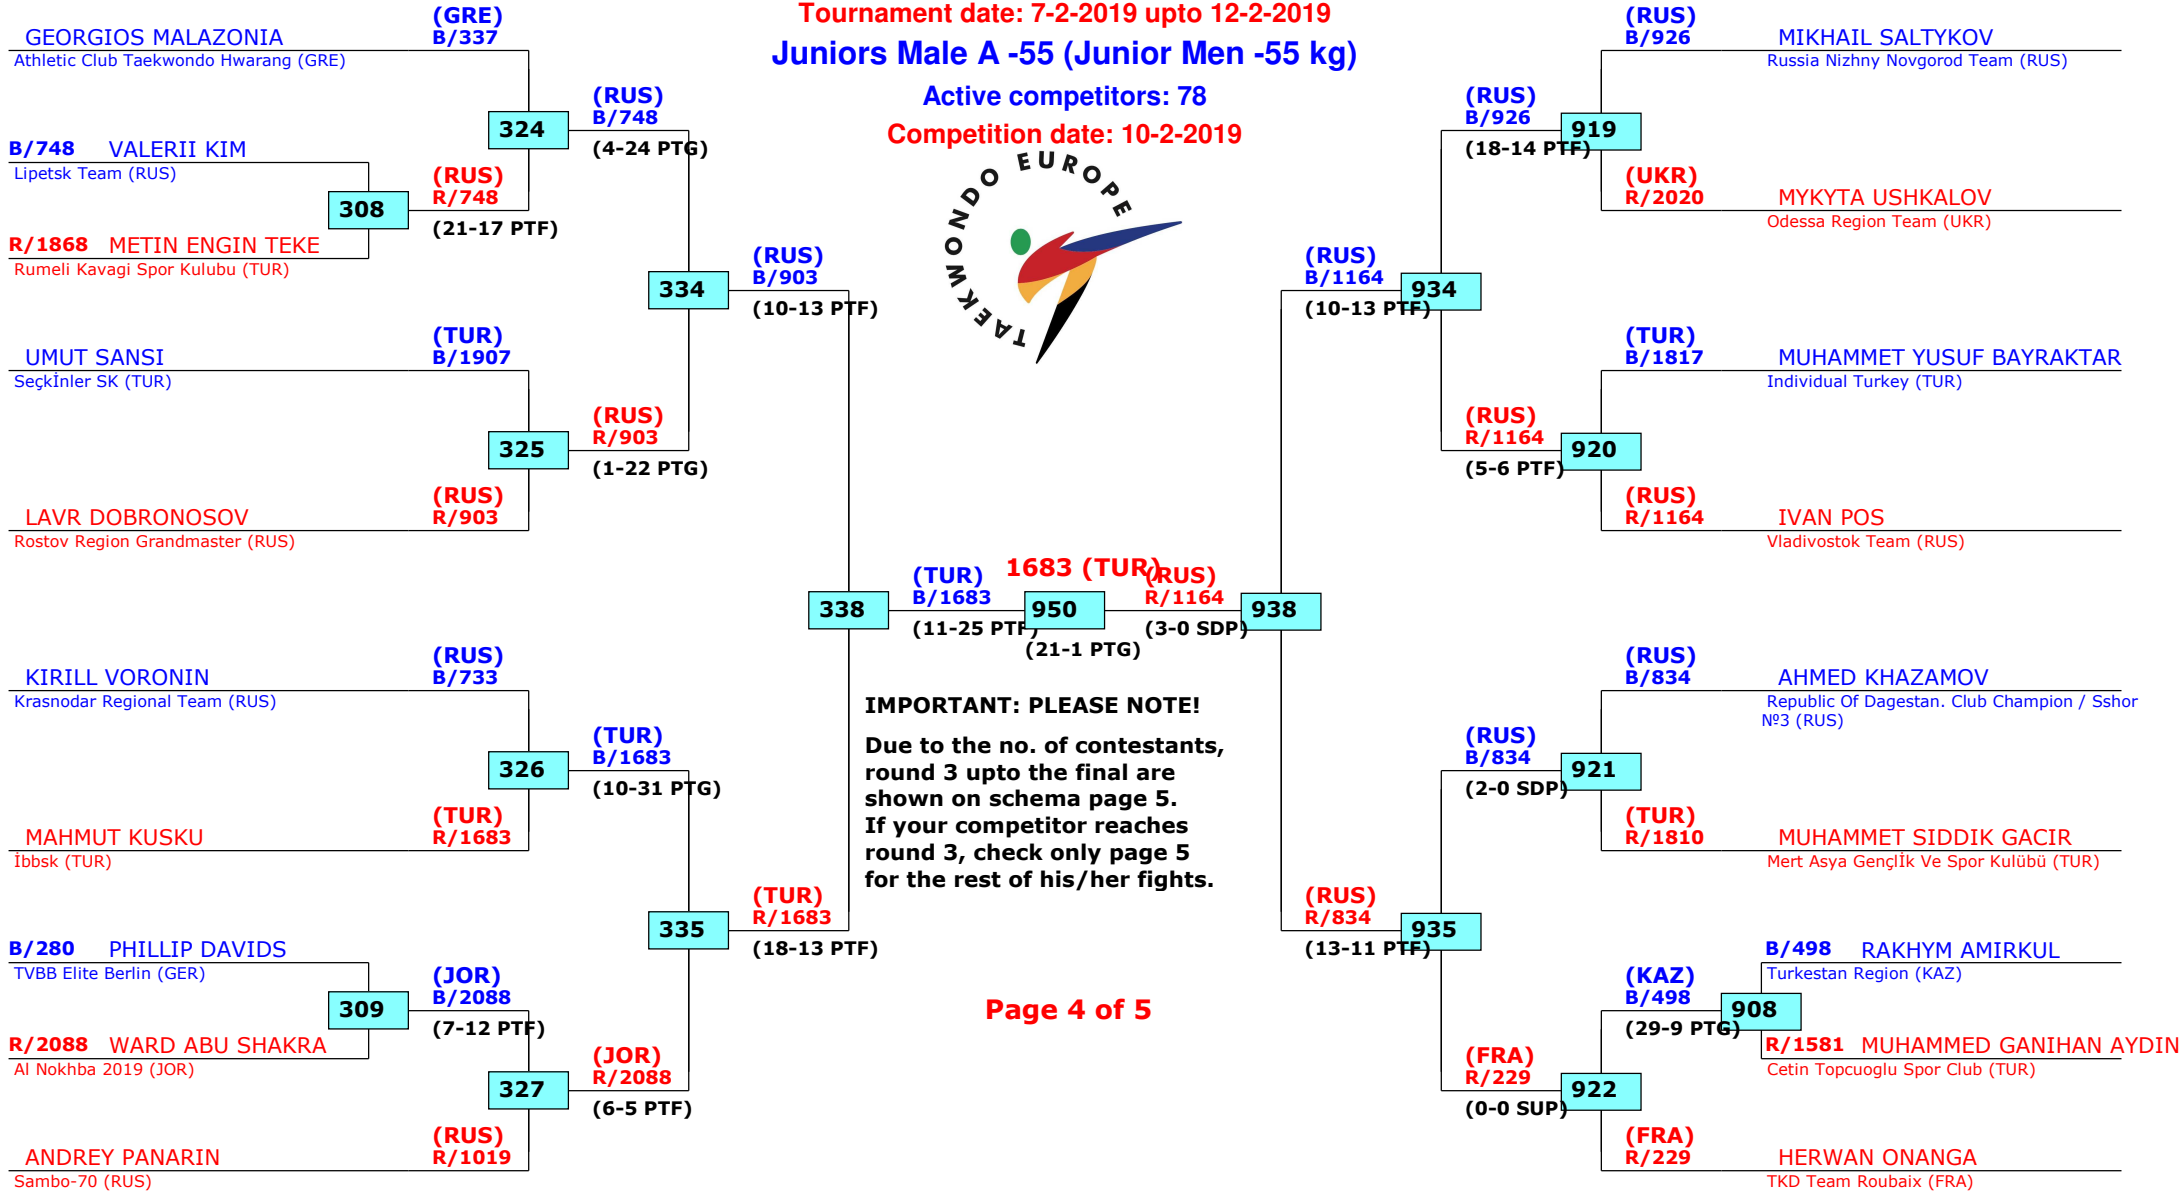 Tournament date: 7-2-2019 upto 12-2-2019
Juniors Male A -55 (Junior Men -55 kg)
Active competitors: 78
Competition date: 10-2-2019
TAEKWONDO EUROPE
(GRE)
B/337
GEORGIOS MALAZONIA
Athletic Club Taekwondo Hwarang (GRE)
324
(RUS)
B/748
(4-24 PTG)
B/748 VALERII KIM
Lipetsk Team (RUS)
308
(RUS)
R/748
(21-17 PTF)
R/1868 METIN ENGIN TEKE
Rumeli Kavagi Spor Kulubu (TUR)
334
(RUS)
B/903
(10-13 PTF)
(TUR)
B/1907
UMUT SANSI
Seçkİnler SK (TUR)
325
(RUS)
R/903
(1-22 PTG)
(RUS)
R/903
LAVR DOBRONOSOV
Rostov Region Grandmaster (RUS)
338
(TUR)
B/1683
(11-25 PTF)
1683 (TUR)
950
(21-1 PTG)
(RUS)
R/1164
(3-0 SDP)
938
(RUS)
B/733
KIRILL VORONIN
Krasnodar Regional Team (RUS)
326
(TUR)
B/1683
(10-31 PTG)
(TUR)
R/1683
MAHMUT KUSKU
İbbsk (TUR)
335
(TUR)
R/1683
(18-13 PTF)
B/280 PHILLIP DAVIDS
TVBB Elite Berlin (GER)
309
(JOR)
B/2088
(7-12 PTF)
R/2088 WARD ABU SHAKRA
Al Nokhba 2019 (JOR)
327
(JOR)
R/2088
(6-5 PTF)
(RUS)
R/1019
ANDREY PANARIN
Sambo-70 (RUS)
IMPORTANT: PLEASE NOTE!
Due to the no. of contestants,
round 3 upto the final are
shown on schema page 5.
If your competitor reaches
round 3, check only page 5
for the rest of his/her fights.
Page 4 of 5
(RUS)
B/926
MIKHAIL SALTYKOV
Russia Nizhny Novgorod Team (RUS)
(RUS)
B/926
(18-14 PTF)
919
(UKR)
R/2020
MYKYTA USHKALOV
Odessa Region Team (UKR)
(RUS)
B/1164
(10-13 PTF)
934
(TUR)
B/1817
MUHAMMET YUSUF BAYRAKTAR
Individual Turkey (TUR)
(RUS)
R/1164
(5-6 PTF)
920
(RUS)
R/1164
IVAN POS
Vladivostok Team (RUS)
(RUS)
B/834
AHMED KHAZAMOV
Republic Of Dagestan. Club Champion / Sshor
№3 (RUS)
(RUS)
B/834
(2-0 SDP)
921
(TUR)
R/1810
MUHAMMET SIDDIK GACIR
Mert Asya Gençlİk Ve Spor Kulübü (TUR)
(RUS)
R/834
(13-11 PTF)
935
B/498 RAKHYM AMIRKUL
Turkestan Region (KAZ)
(KAZ)
B/498
(29-9 PTG)
908
R/1581 MUHAMMED GANIHAN AYDIN
Cetin Topcuoglu Spor Club (TUR)
(FRA)
R/229
(0-0 SUP)
922
(FRA)
R/229
HERWAN ONANGA
TKD Team Roubaix (FRA)